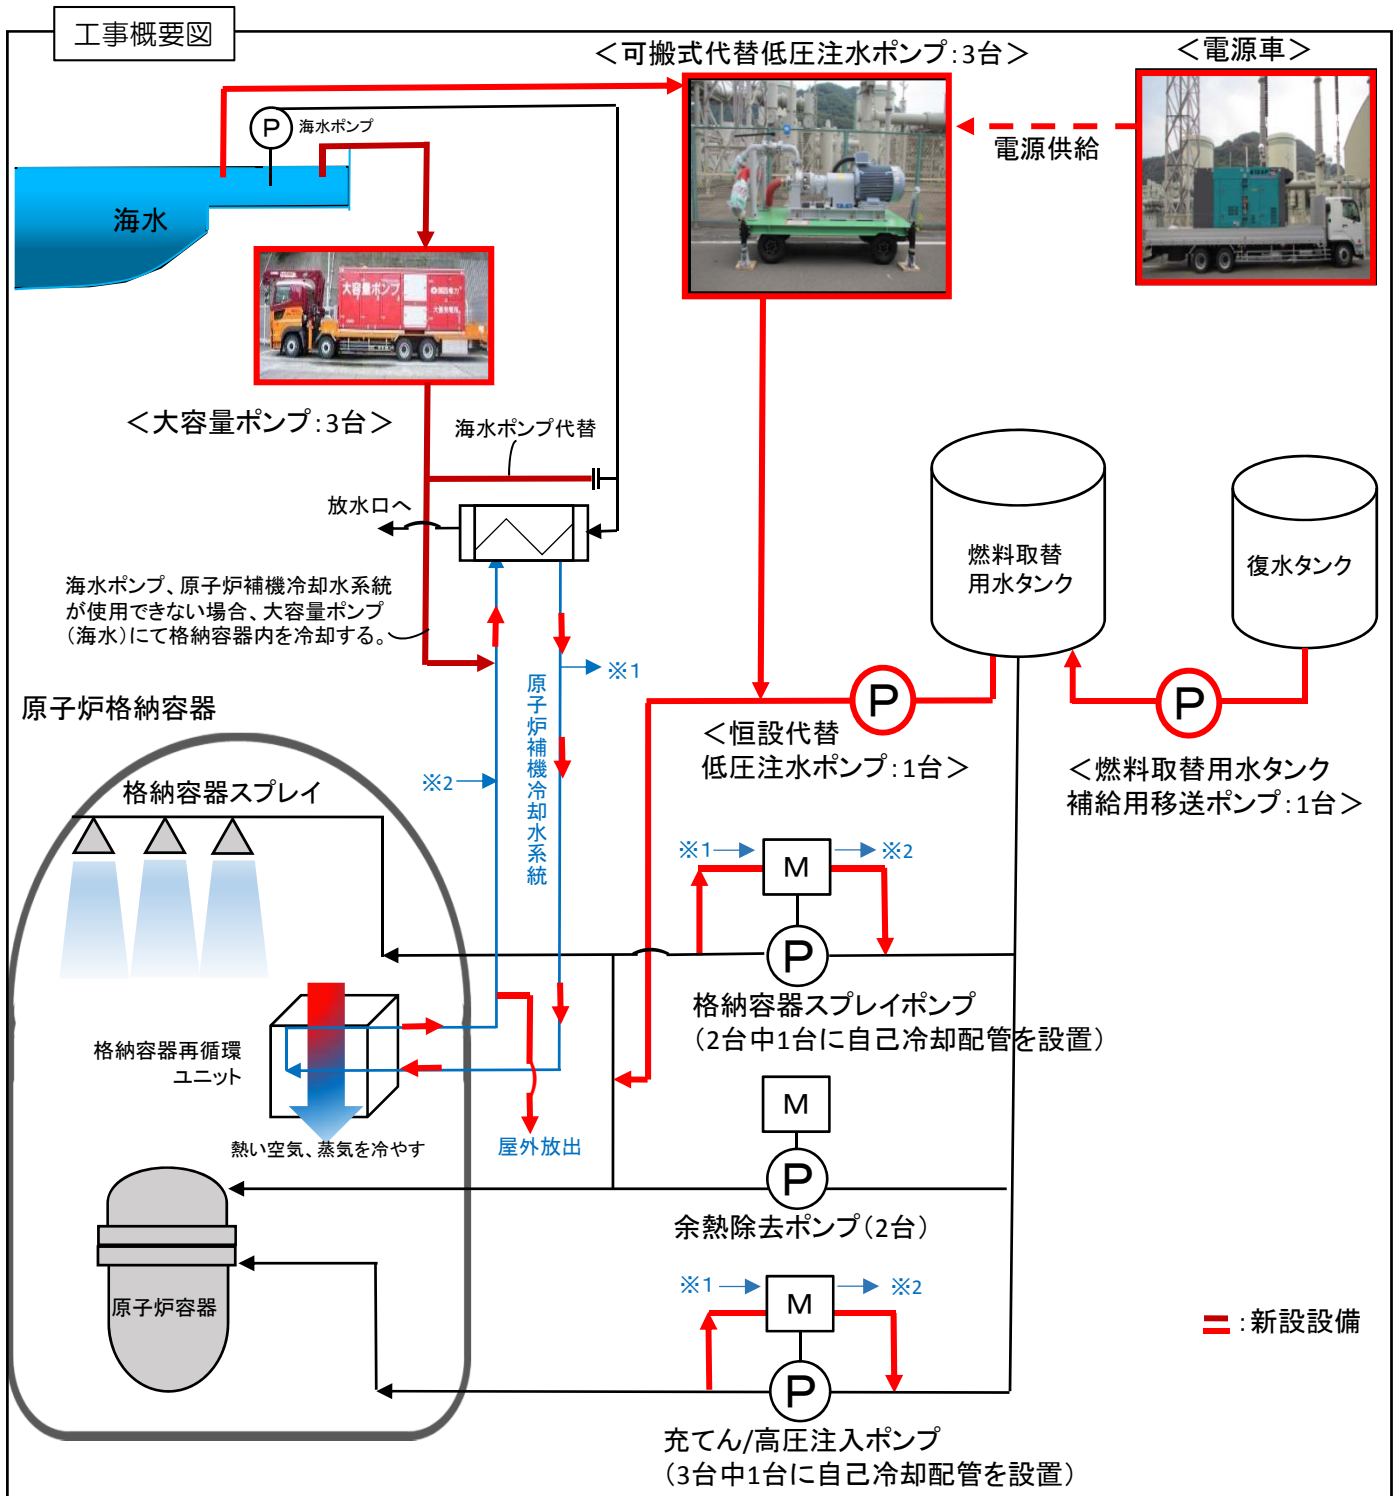 工事概要図
＜可搬式代替低圧注水ポンプ：3台＞
＜電源車＞
P
海水ポンプ
電源供給
海水
大容量ポンプ
＜大容量ポンプ：3台＞
海水ポンプ代替
放水口へ
燃料取替
用水タンク
復水タンク
海水ポンプ、原子炉補機冷却水系統
が使用できない場合、大容量ポンプ
（海水）にて格納容器内を冷却する。
※1
P
P
原子炉格納容器
原子炉補機冷却水系統
＜恒設代替
低圧注水ポンプ：1台＞
＜燃料取替用水タンク
補給用移送ポンプ：1台＞
※2
格納容器スプレイ
※1
M
※2
P
格納容器スプレイポンプ
（2台中1台に自己冷却配管を設置）
格納容器再循環
ユニット
熱い空気、蒸気を冷やす
屋外放出
M
P
余熱除去ポンプ（2台）
原子炉容器
※1
M
※2
：新設設備
P
充てん/高圧注入ポンプ
（3台中1台に自己冷却配管を設置）